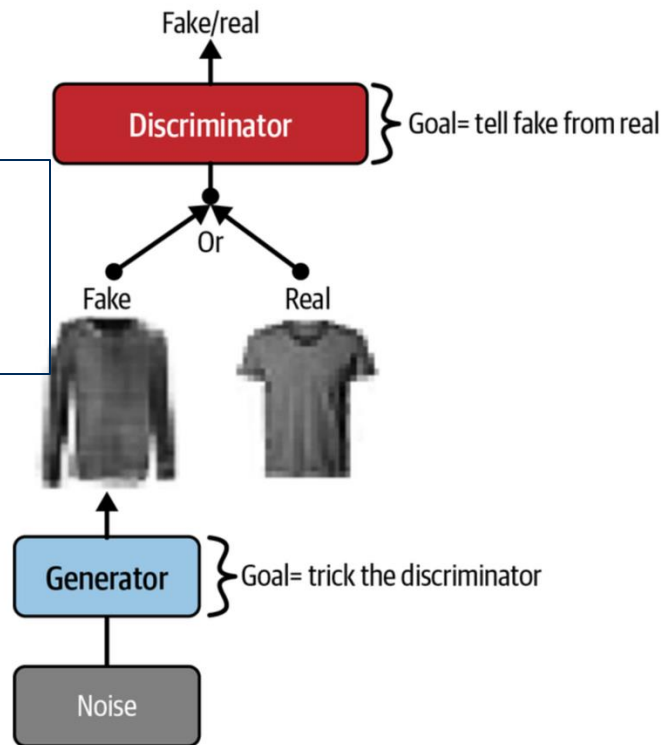 Fake/real
Discriminator
Goal= tell fake from real
Or
Fake
Real
Generator
Goal= trick the discriminator
Noise